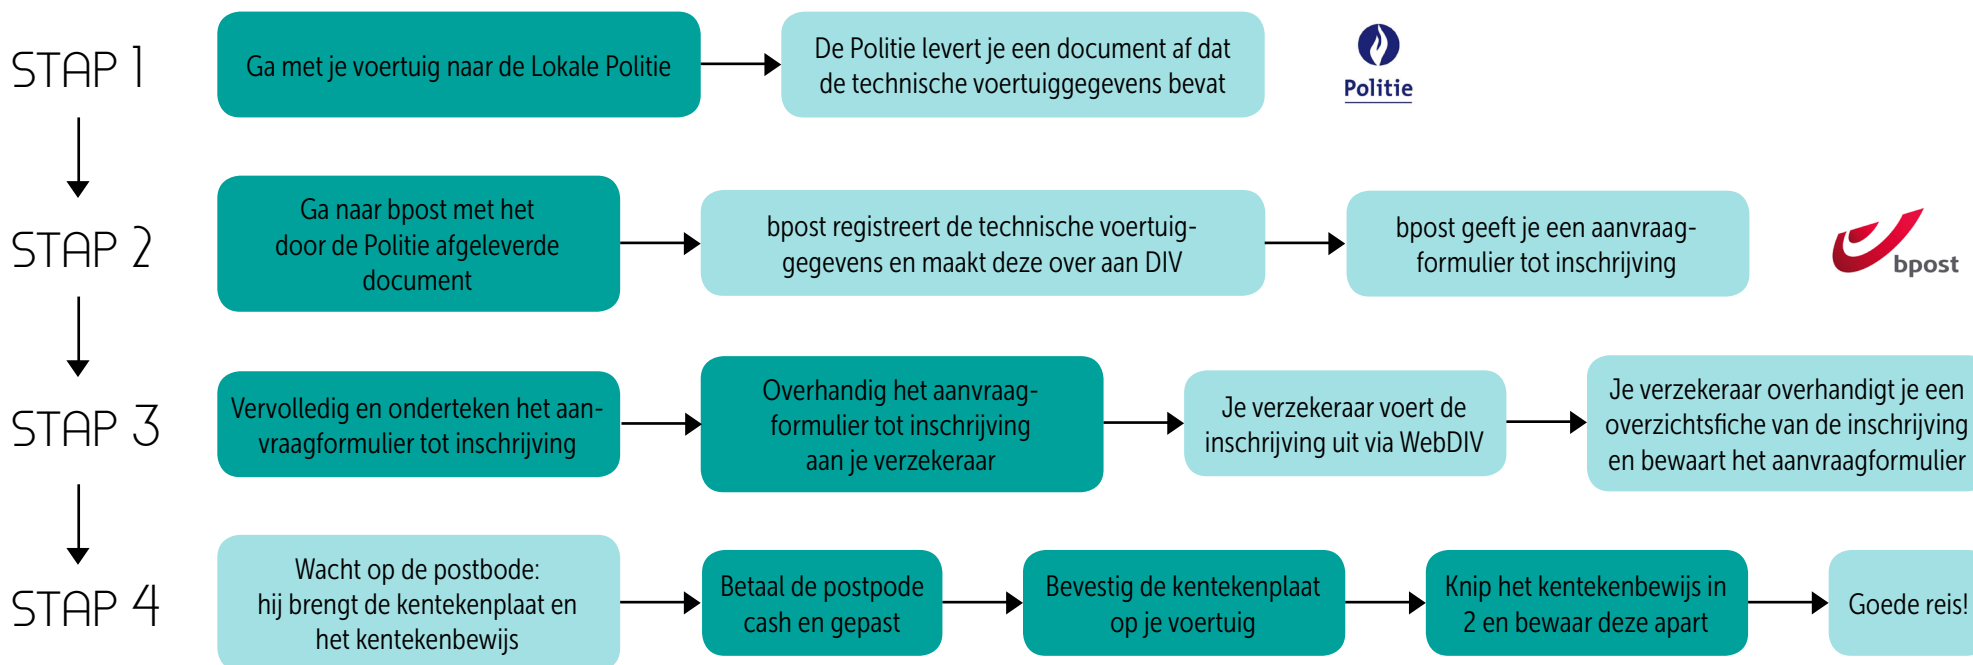 STAP 1
Ga met je voertuig naar de Lokale Politie
De Politie levert je een document af dat
de technische voertuiggegevens bevat
Politie
STAP 2
Ga naar bpost met het
door de Politie afgeleverde
document
bpost registreert de technische voertuig-
gegevens en maakt deze over aan DIV
bpost geeft je een aanvraag-
formulier tot inschrijving
bpost
STAP 3
Vervolledig en onderteken het aan-
vraagformulier tot inschrijving
Overhandig het aanvraag-
formulier tot inschrijving
aan je verzekeraar
Je verzekeraar voert de
inschrijving uit via WebDIV
Je verzekeraar overhandigt je een
overzichtsfiche van de inschrijving
en bewaart het aanvraagformulier
STAP 4
Wacht op de postbode:
hij brengt de kentekenplaat en
het kentekenbewijs
Betaal de postpode
cash en gepast
Bevestig de kentekenplaat
op je voertuig
Knip het kentekenbewijs in
2 en bewaar deze apart
Goede reis!